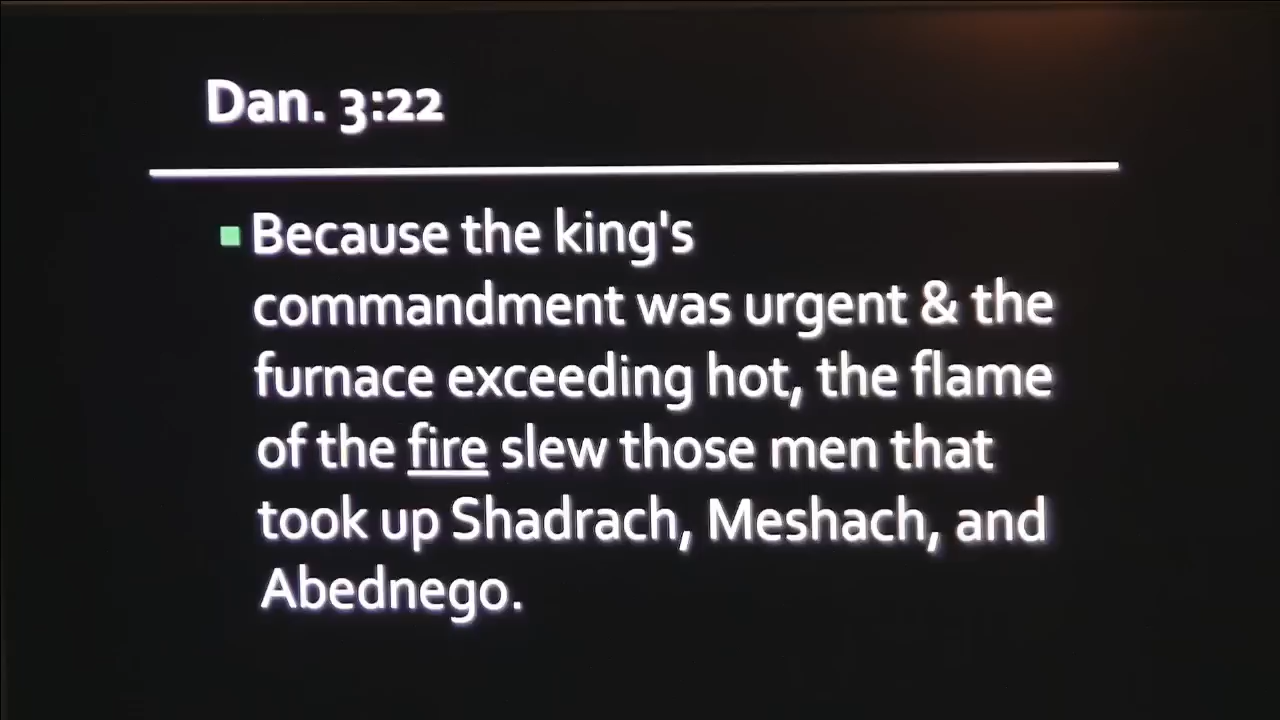 Dan. 3:22
Because the king's
commandment was urgent & the
furnace exceeding hot, the flame
of the fire slew those men that
took up Shadrach, Meshach, and
Abednego.